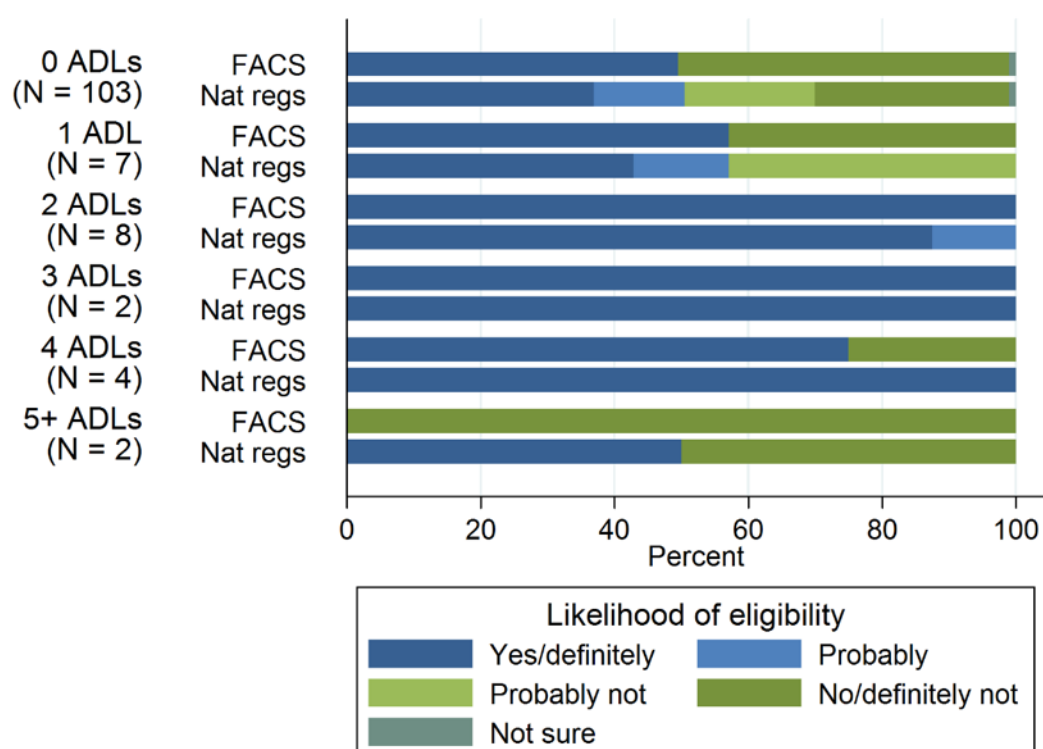 0 ADLs
(N = 103)
FACS
Nat regs
1 ADL
(N = 7)
FACS
Nat regs
2 ADLs
(N = 8)
FACS
Nat regs
3 ADLs
(N = 2)
FACS
Nat regs
4 ADLs
(N = 4)
FACS
Nat regs
5+ ADLs
(N = 2)
FACS
Nat regs
0 20 40 60 80 100
Percent
Likelihood of eligibility
Yes/definitely Probably
Probably not No/definitely not
Not sure